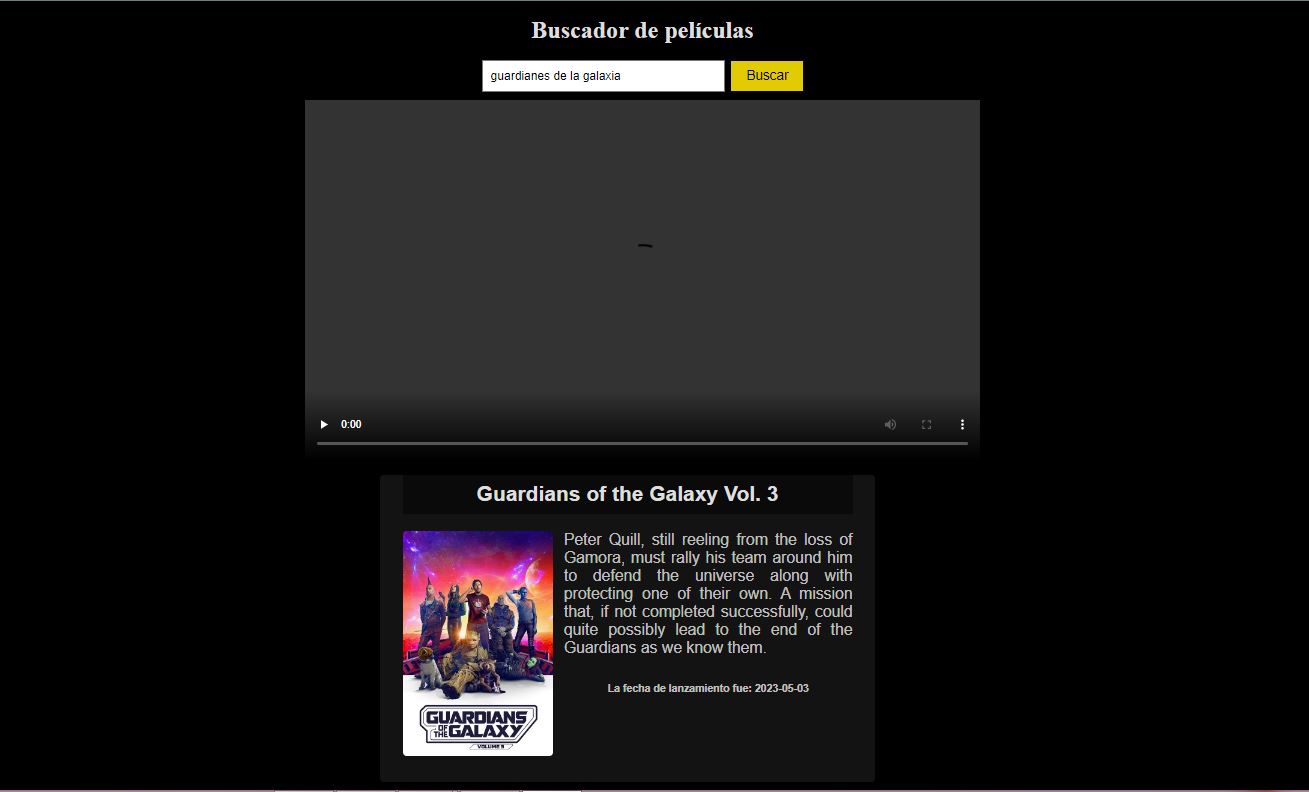 Buscador de películas
guardianes de la galaxia
Buscar
0:00
Guardians of the Galaxy Vol. 3
Peter Quill, still reeling from the loss of
Gamora, must rally his team around him
to defend the universe along with
protecting one of their own. A mission
that, if not completed successfully, could
quite possibly lead to the end of the
Guardians as we know them.
La fecha de lanzamiento fue: 2023-05-03
GUARDIANS
OF THE GALAXY
VOLUME 3